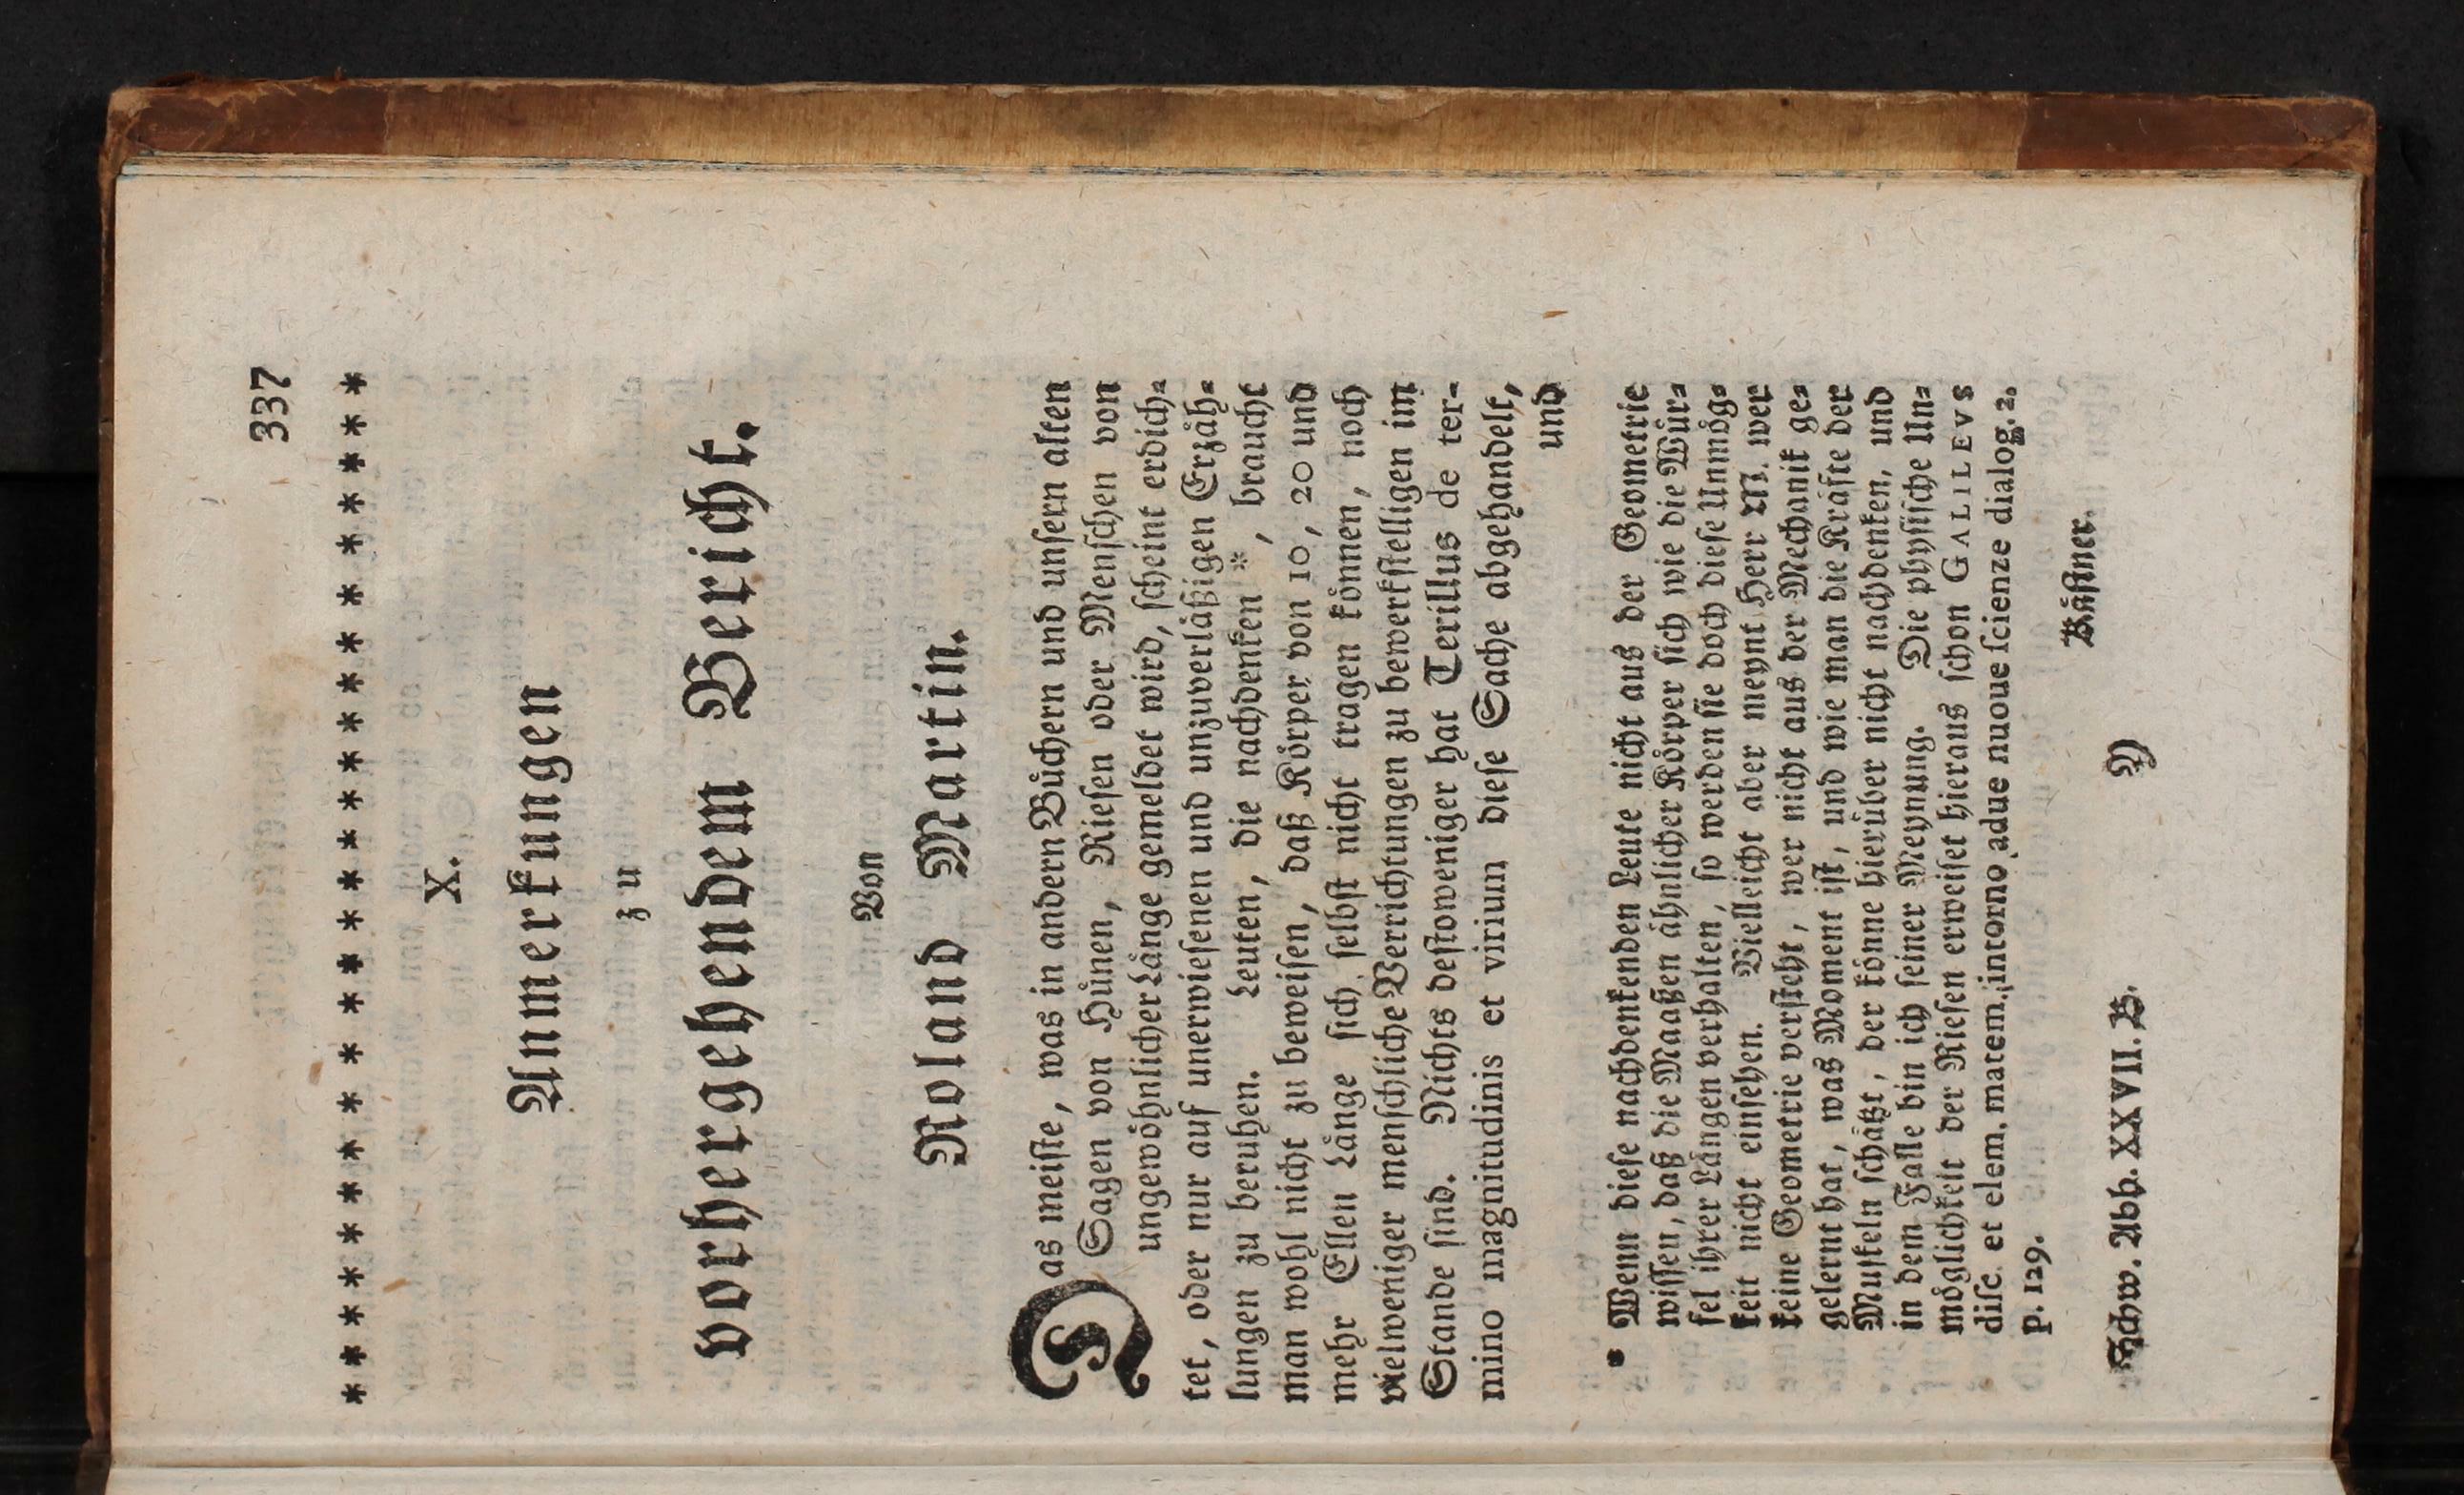 337
* * * * * * * * * * * * * * * * * * * * * * * *
X.
Anmerkungen
zu
vorhergehendem Bericht.
Von
Roland Martin.
Das meiste, was in andern Büchern und unsern alten
Sagen von Hünen, Riesen oder Menschen von
ungewöhnlicher Länge gemeldet wird, scheint erdich-
tet, oder nur auf unerwiesenen und unzuverläßigen Erzäh-
lungen zu beruhen. Leuten, die nachdenken *, braucht
man wohl nicht zu beweisen, daß Körper von 10, 20 und
mehr Ellen Länge sich selbst nicht tragen können, noch
vielweniger menschliche Verrichtungen zu bewerkstelligen im
Stande sind. Nichts destoweniger hat Terillus de ter-
mino magnitudinis et virium diese Sache abgehandelt,
und
* Wenn diese nachdenkenden Leute nicht aus der Geometrie
wissen, daß die Maaßen ähnlicher Körper sich wie die Wür-
fel ihrer Längen verhalten, so werden sie doch diese Unmög-
keit nicht einsehen. Vielleicht aber meynt Herr M. wer
keine Geometrie versteht, wer nicht aus der Mechanik ge-
gelernt hat, was Moment ist, und wie man die Kräfte der
Muskeln schätzt, der könne hierüber nicht nachdenken, und
in dem Falle bin ich seiner Meynung. Die physische Un-
möglichkeit der Riesen erweiset hieraus schon GALILEVS
disc. et elem. matem. intorno adue nuoue scienze dialog. 2.
p. 129.
Kästner.
Schw. Abh. XXVII. B. Y